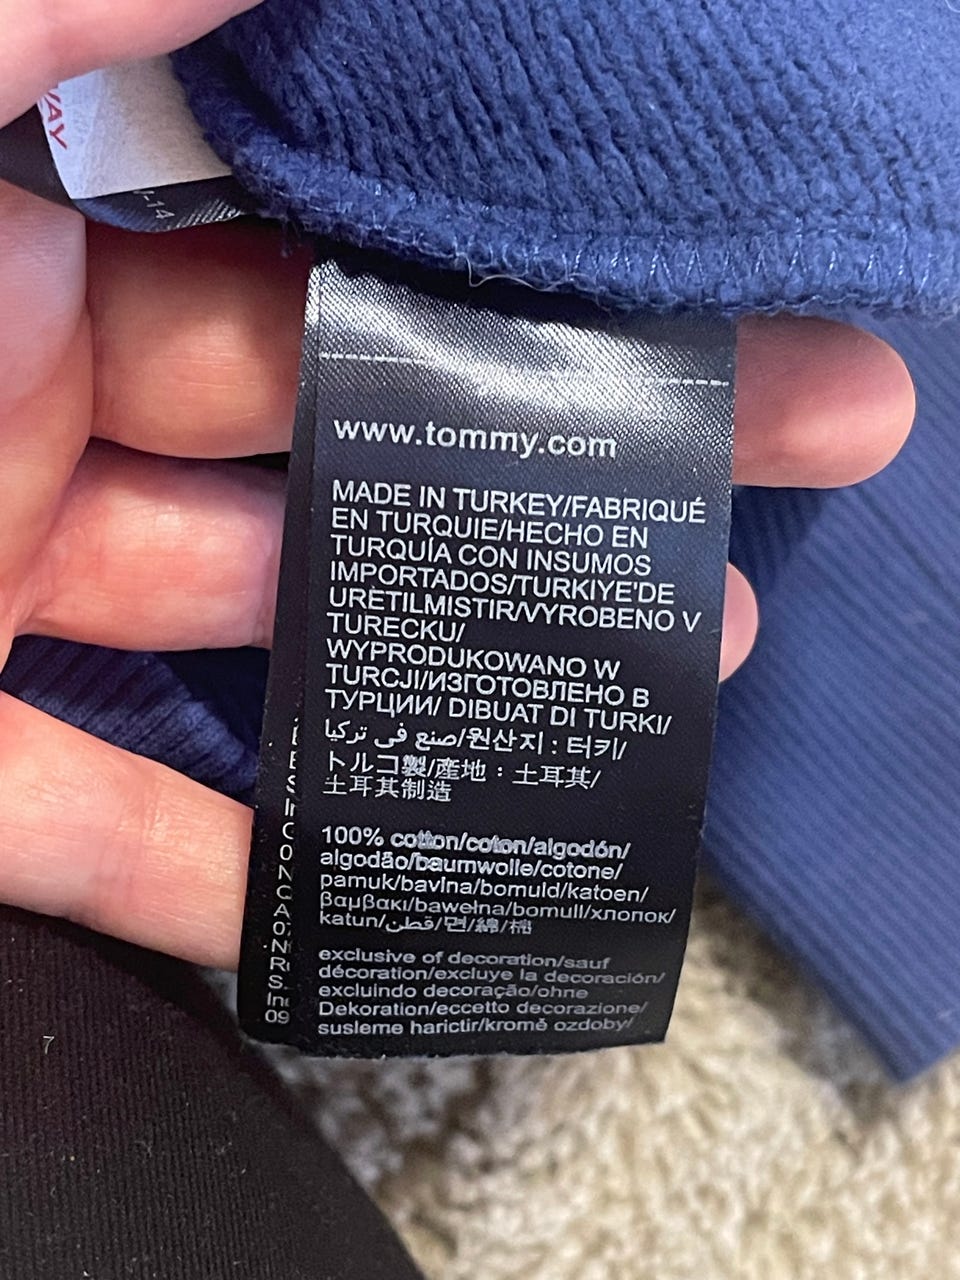 www.tommy.com
MADE IN TURKEY/FABRIQUÉ
EN TURQUIE/HECHO EN
TURQUÍA CON INSUMOS
IMPORTADOS/TURKIYE'DE
URETILMISTIR/VYROBENO V
TURECKU/
WYPRODUKOWANO W
TURCJI/ИЗГОТОВЛЕНО В
ТУРЦИИ/ DIBUAT DI TURKI/
صنع في تركيا/원산지 : 터키/
トルコ製/産地：土耳其/
土耳其制造
100% cotton/coton/algodón/
algodão/baumwolle/cotone/
pamuk/bavlna/bomuld/katoen/
βαμβακι/bawełna/bomull/хлопок/
katun/قطن/면/綿/棉
exclusive of decoration/sauf
décoration/excluye la decoración/
excluindo decoração/ohne
Dekoration/eccetto decorazione/
susleme harictir/kromě ozdoby/
09